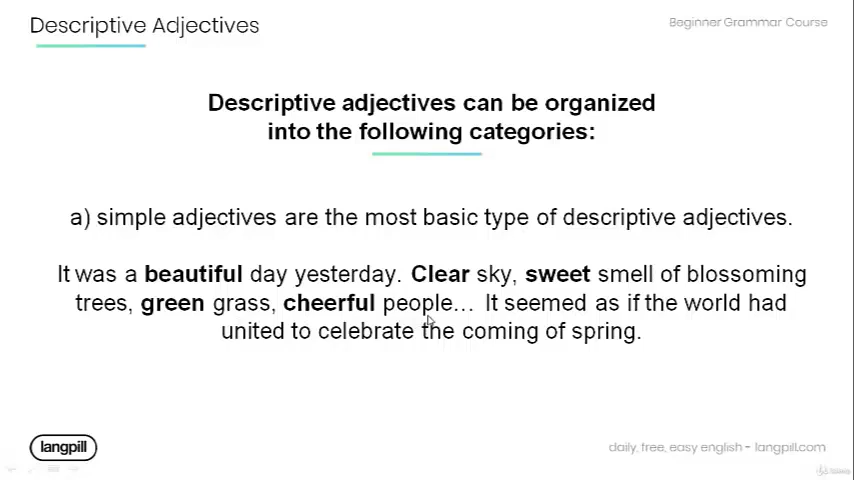 Descriptive Adjectives
Beginner Grammar Course
Descriptive adjectives can be organized
into the following categories:
a) simple adjectives are the most basic type of descriptive adjectives.
It was a beautiful day yesterday. Clear sky, sweet smell of blossoming
trees, green grass, cheerful people... It seemed as if the world had
united to celebrate the coming of spring.
langpill
daily, free, easy english - langpill.com
Udemy